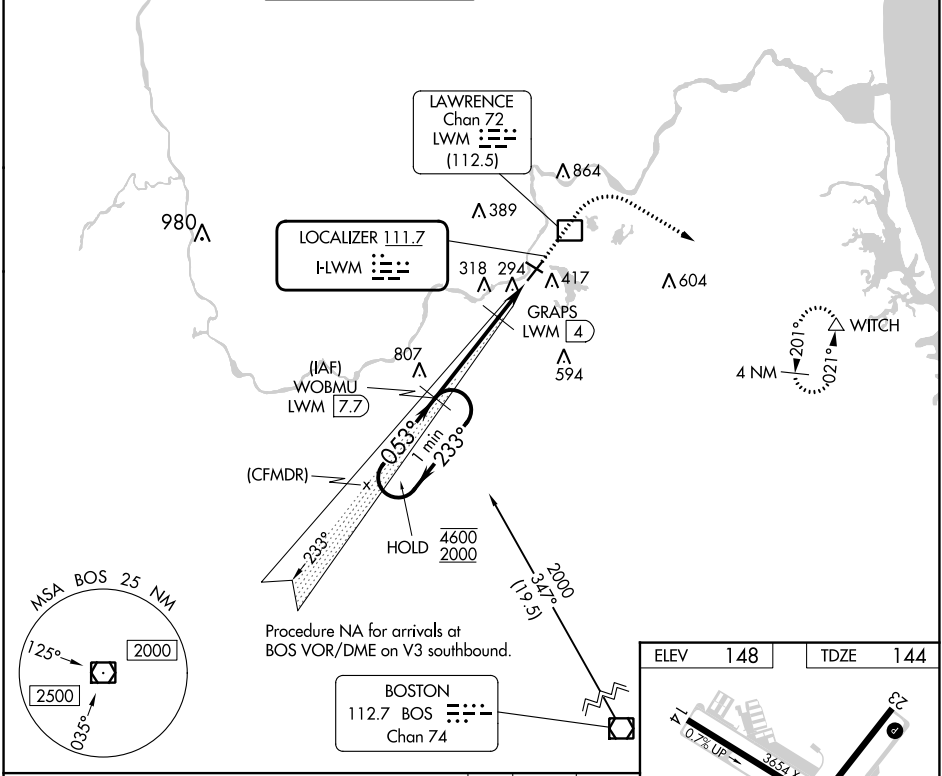 LAWRENCE
Chan 72
LWM
(112.5)
864
389
980
LOCALIZER 111.7
I-LWM
318
294
417
604
GRAPS
LWM 4
WITCH
201°
021°
4 NM
807
594
(IAF)
WOBMU
LWM 7.7
053°
1 min
233°
(CFMDR)
x
233°
HOLD
4600
2000
2000
347°
(19.5)
MSA BOS 25 NM
125°
2000
2500
035°
Procedure NA for arrivals at
BOS VOR/DME on V3 southbound.
BOSTON
112.7 BOS
Chan 74
ELEV 148
TDZE 144
14
0.7% UP
3654 X
23
P